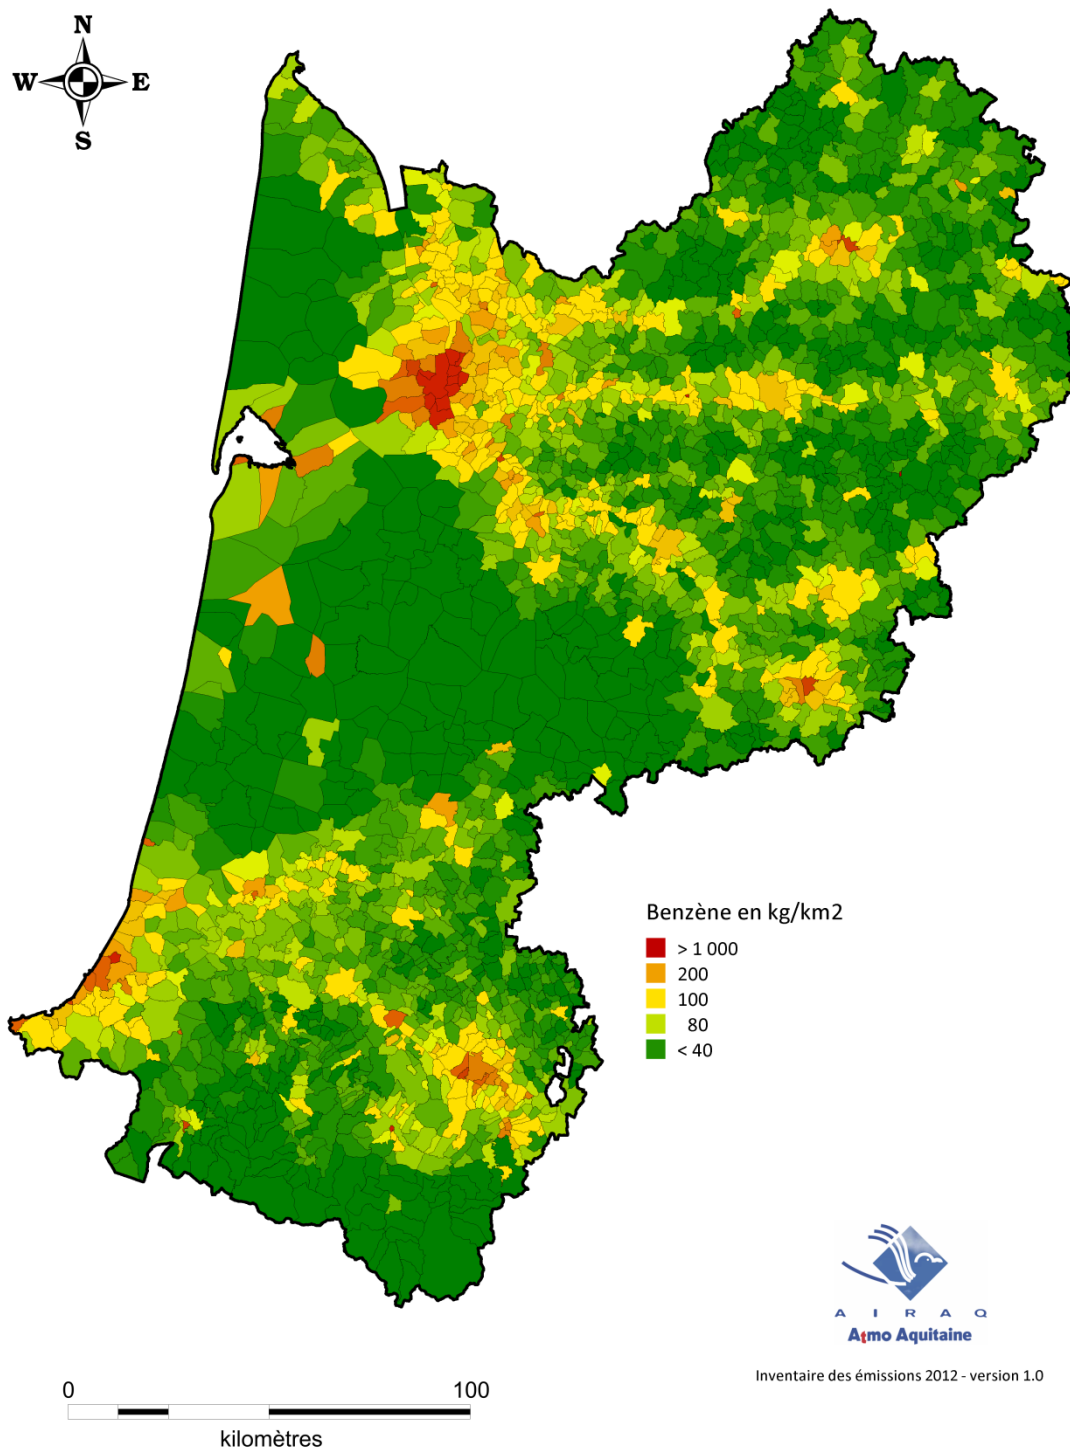 N
W E
S
Benzène en kg/km2
> 1 000
200
100
80
< 40
A I R A Q
Atmo Aquitaine
Inventaire des émissions 2012 - version 1.0
0 100
kilomètres